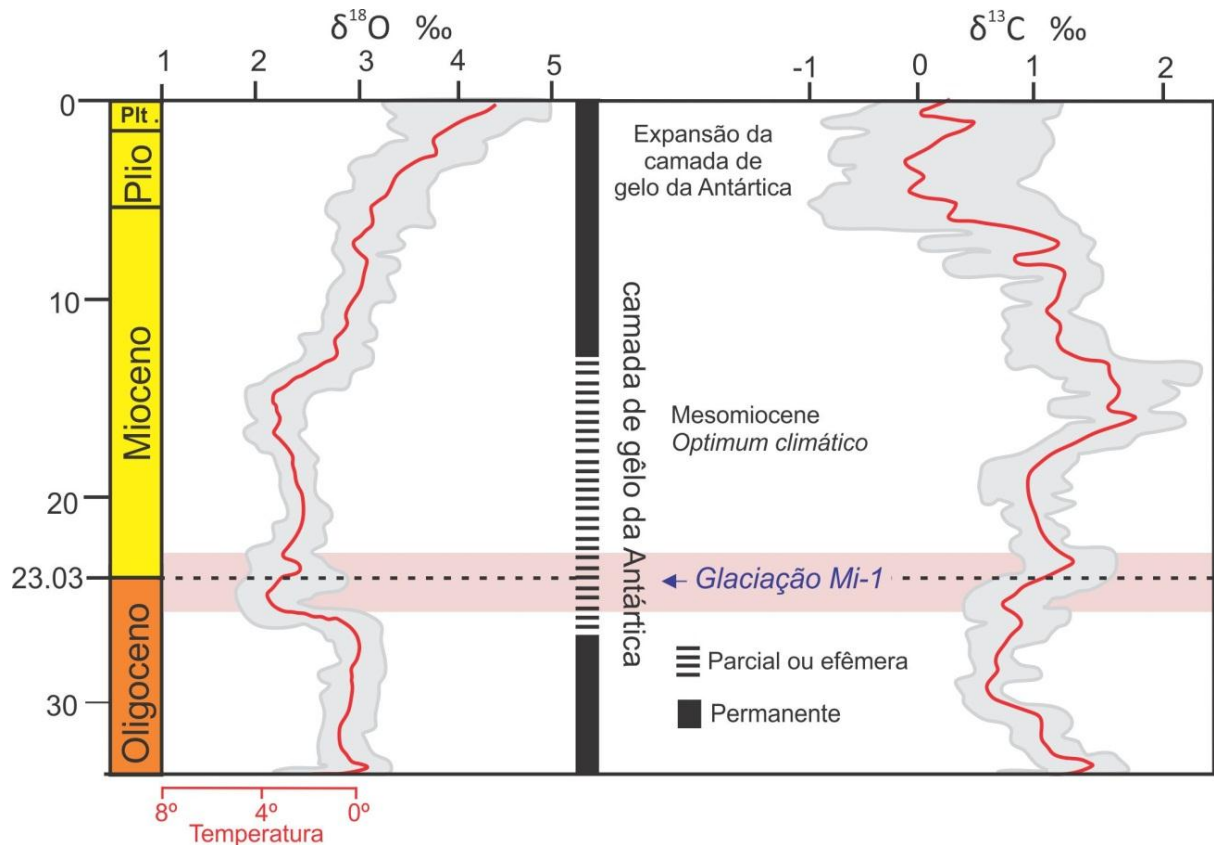 δ¹⁸O ‰
δ¹³C ‰
1 2 3 4 5
-1 0 1 2
0
10
20
23.03
30
Plt .
Plio
Mioceno
Oligoceno
Expansão da
camada de
gelo da Antártica
camada de gêlo da Antártica
Mesomiocene
Optimum climático
← Glaciação Mi-1
Parcial ou efêmera
Permanente
8º 4º 0º
Temperatura